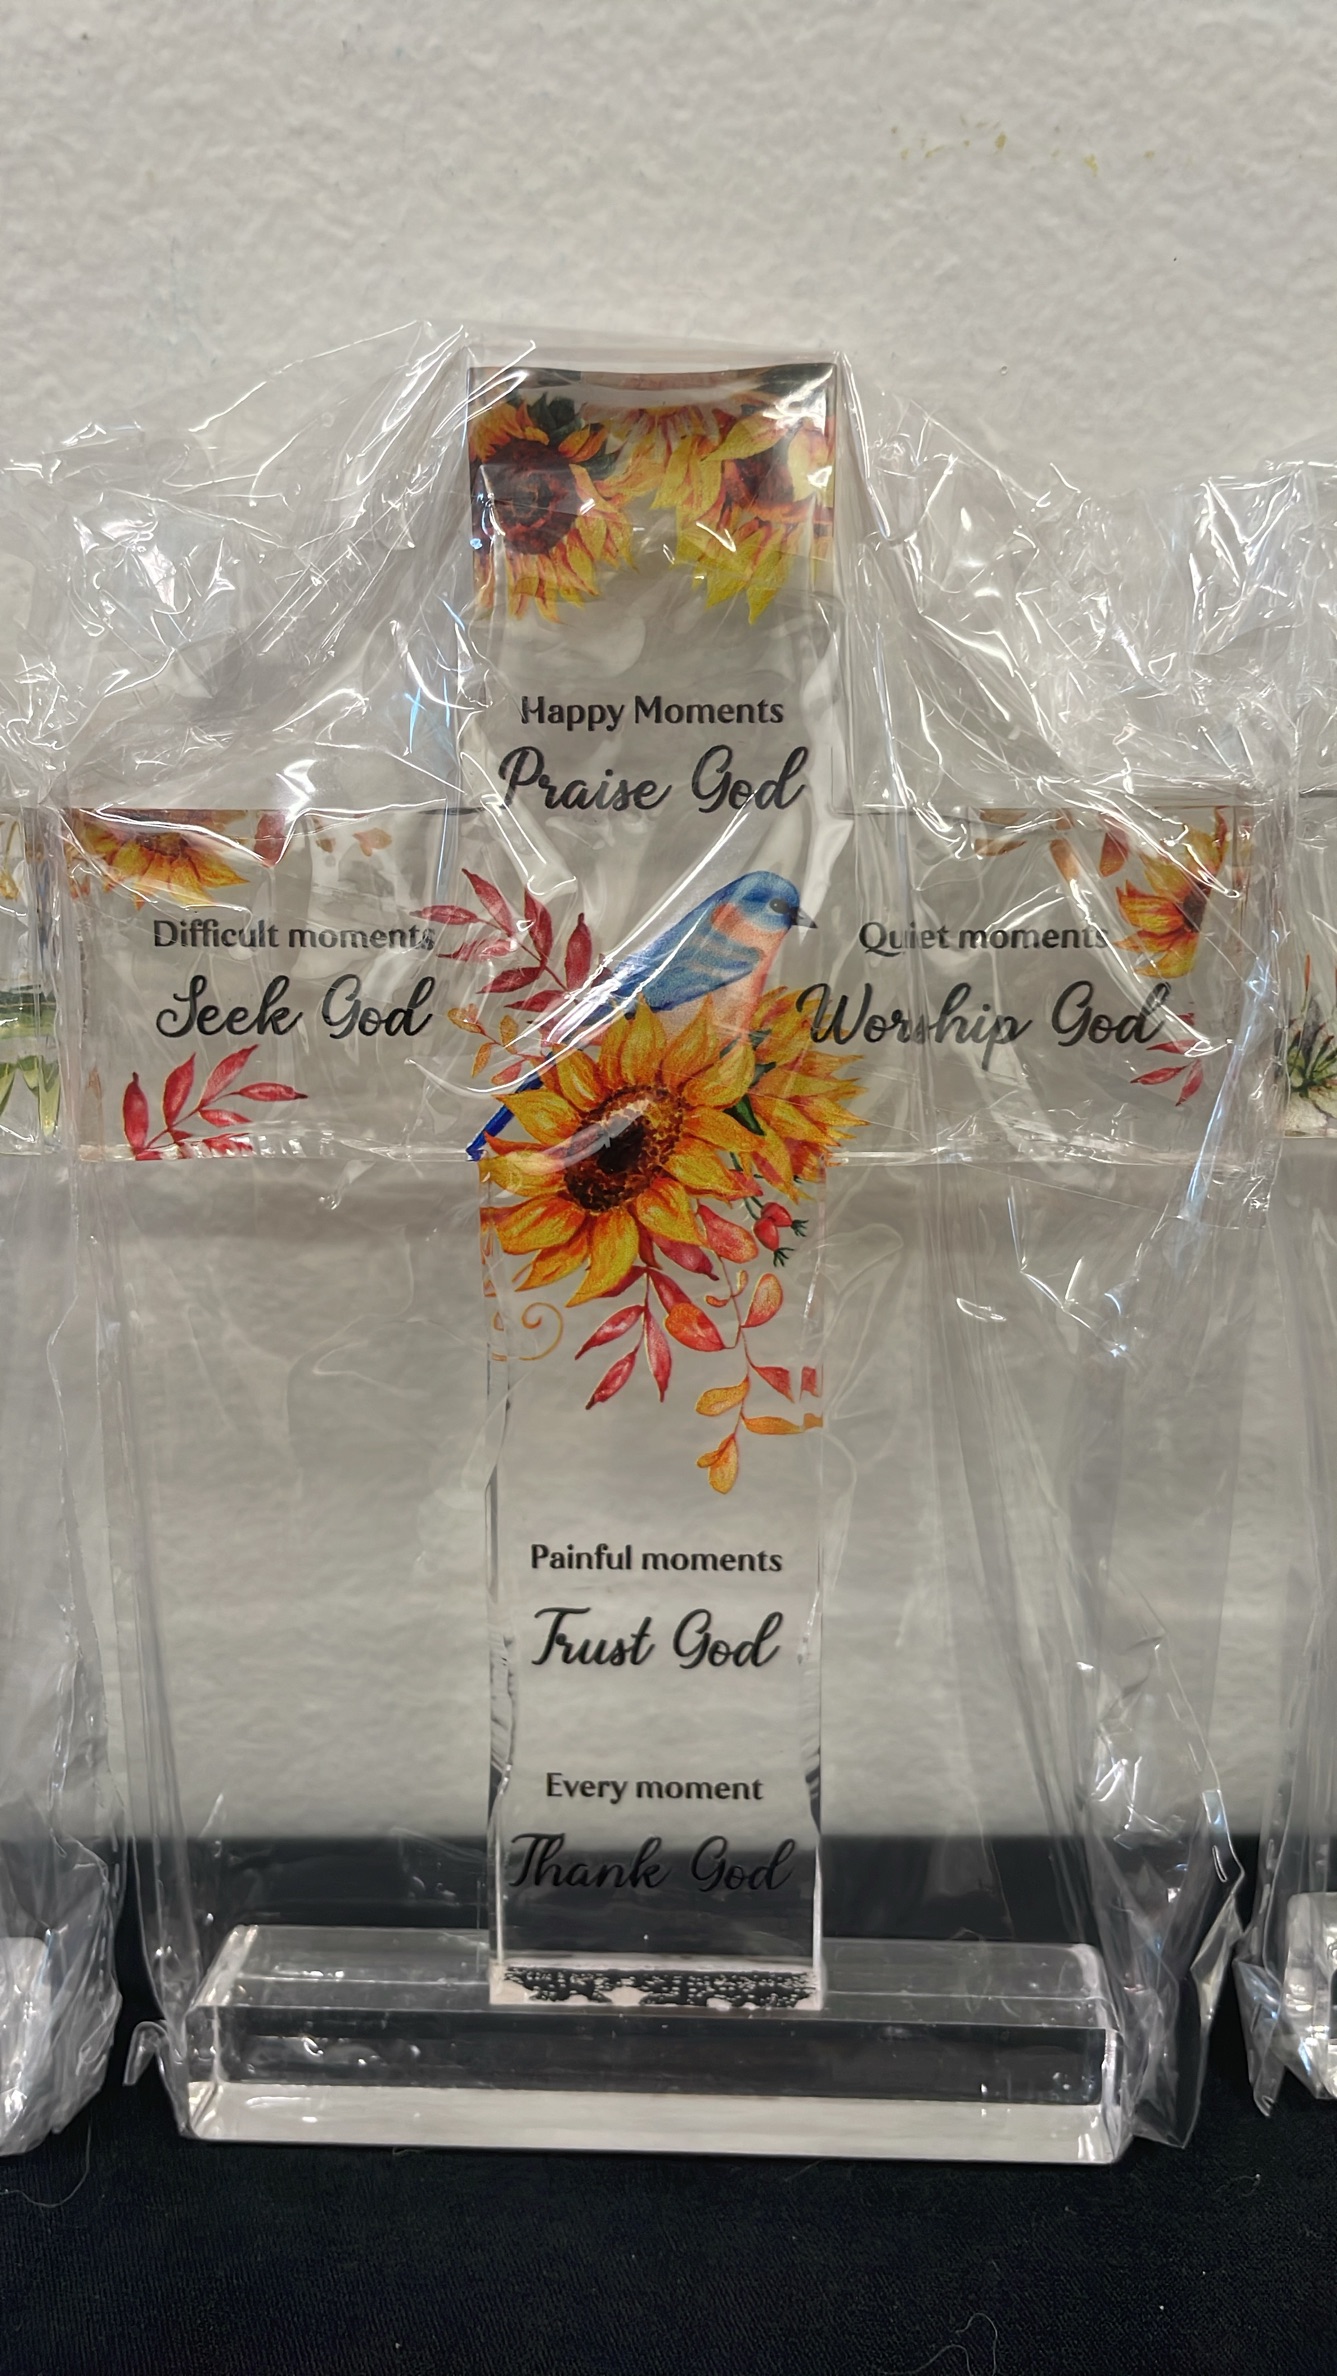 Happy Moments
Praise God
Difficult moments
Seek God
Quiet moments
Worship God
Painful moments
Trust God
Every moment
Thank God